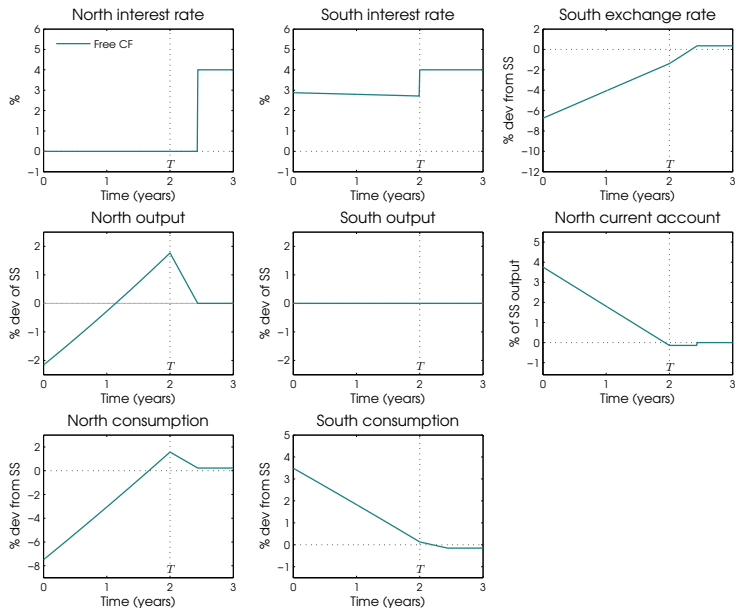 North interest rate
6
5
4
3
2
1
0
−1
%
Free CF
T
0 1 2 3
Time (years)
South interest rate
6
5
4
3
2
1
0
−1
%
T
0 1 2 3
Time (years)
South exchange rate
2
0
−2
−4
−6
−8
−10
−12
% dev from SS
T
0 1 2 3
Time (years)
North output
2
1
0
−1
−2
% dev of SS
T
0 1 2 3
Time (years)
South output
2
1
0
−1
−2
% dev of SS
T
0 1 2 3
Time (years)
North current account
5
4
3
2
1
0
−1
% of SS output
T
0 1 2 3
Time (years)
North consumption
2
0
−2
−4
−6
−8
% dev from SS
T
0 1 2 3
Time (years)
South consumption
5
4
3
2
1
0
−1
% dev from SS
T
0 1 2 3
Time (years)